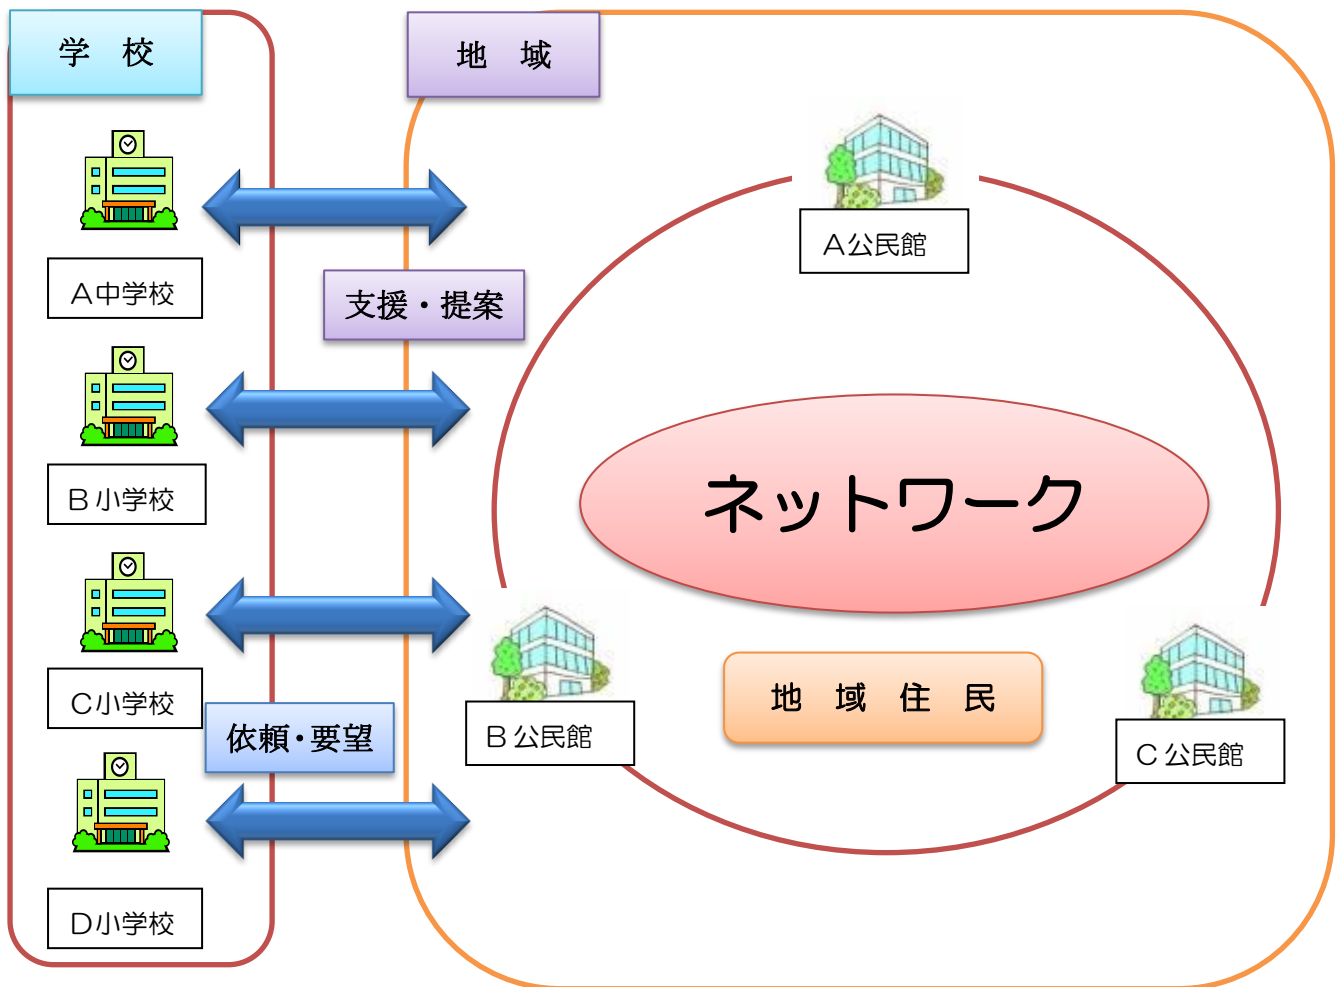 学　校
地　域
A公民館
A中学校
支援・提案
B小学校
ネットワーク
C小学校
依頼・要望
地　域　住　民
B公民館
C公民館
D小学校